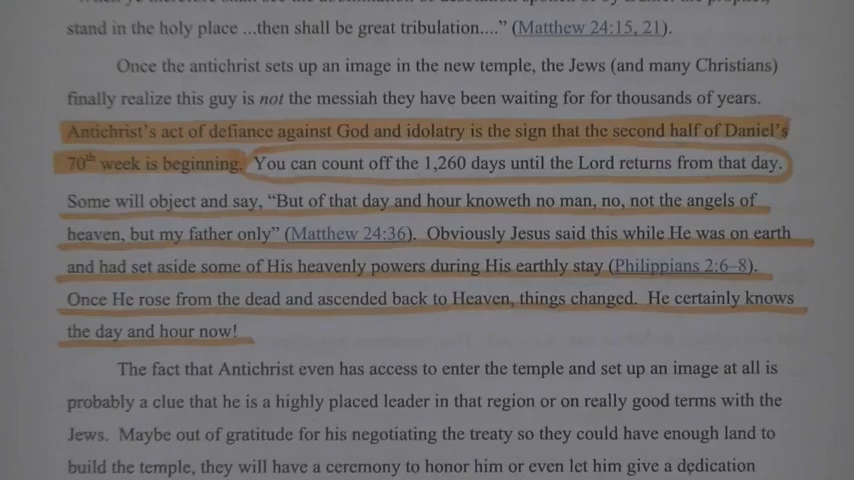 stand in the holy place ...then shall be great tribulation....” (Matthew 24:15, 21).
Once the antichrist sets up an image in the new temple, the Jews (and many Christians)
finally realize this guy is not the messiah they have been waiting for for thousands of years.
Antichrist’s act of defiance against God and idolatry is the sign that the second half of Daniel’s
70th week is beginning. You can count off the 1,260 days until the Lord returns from that day.
Some will object and say, “But of that day and hour knoweth no man, no, not the angels of
heaven, but my father only” (Matthew 24:36). Obviously Jesus said this while He was on earth
and had set aside some of His heavenly powers during His earthly stay (Philippians 2:6–8).
Once He rose from the dead and ascended back to Heaven, things changed. He certainly knows
the day and hour now!
The fact that Antichrist even has access to enter the temple and set up an image at all is
probably a clue that he is a highly placed leader in that region or on really good terms with the
Jews. Maybe out of gratitude for his negotiating the treaty so they could have enough land to
build the temple, they will have a ceremony to honor him or even let him give a dedication